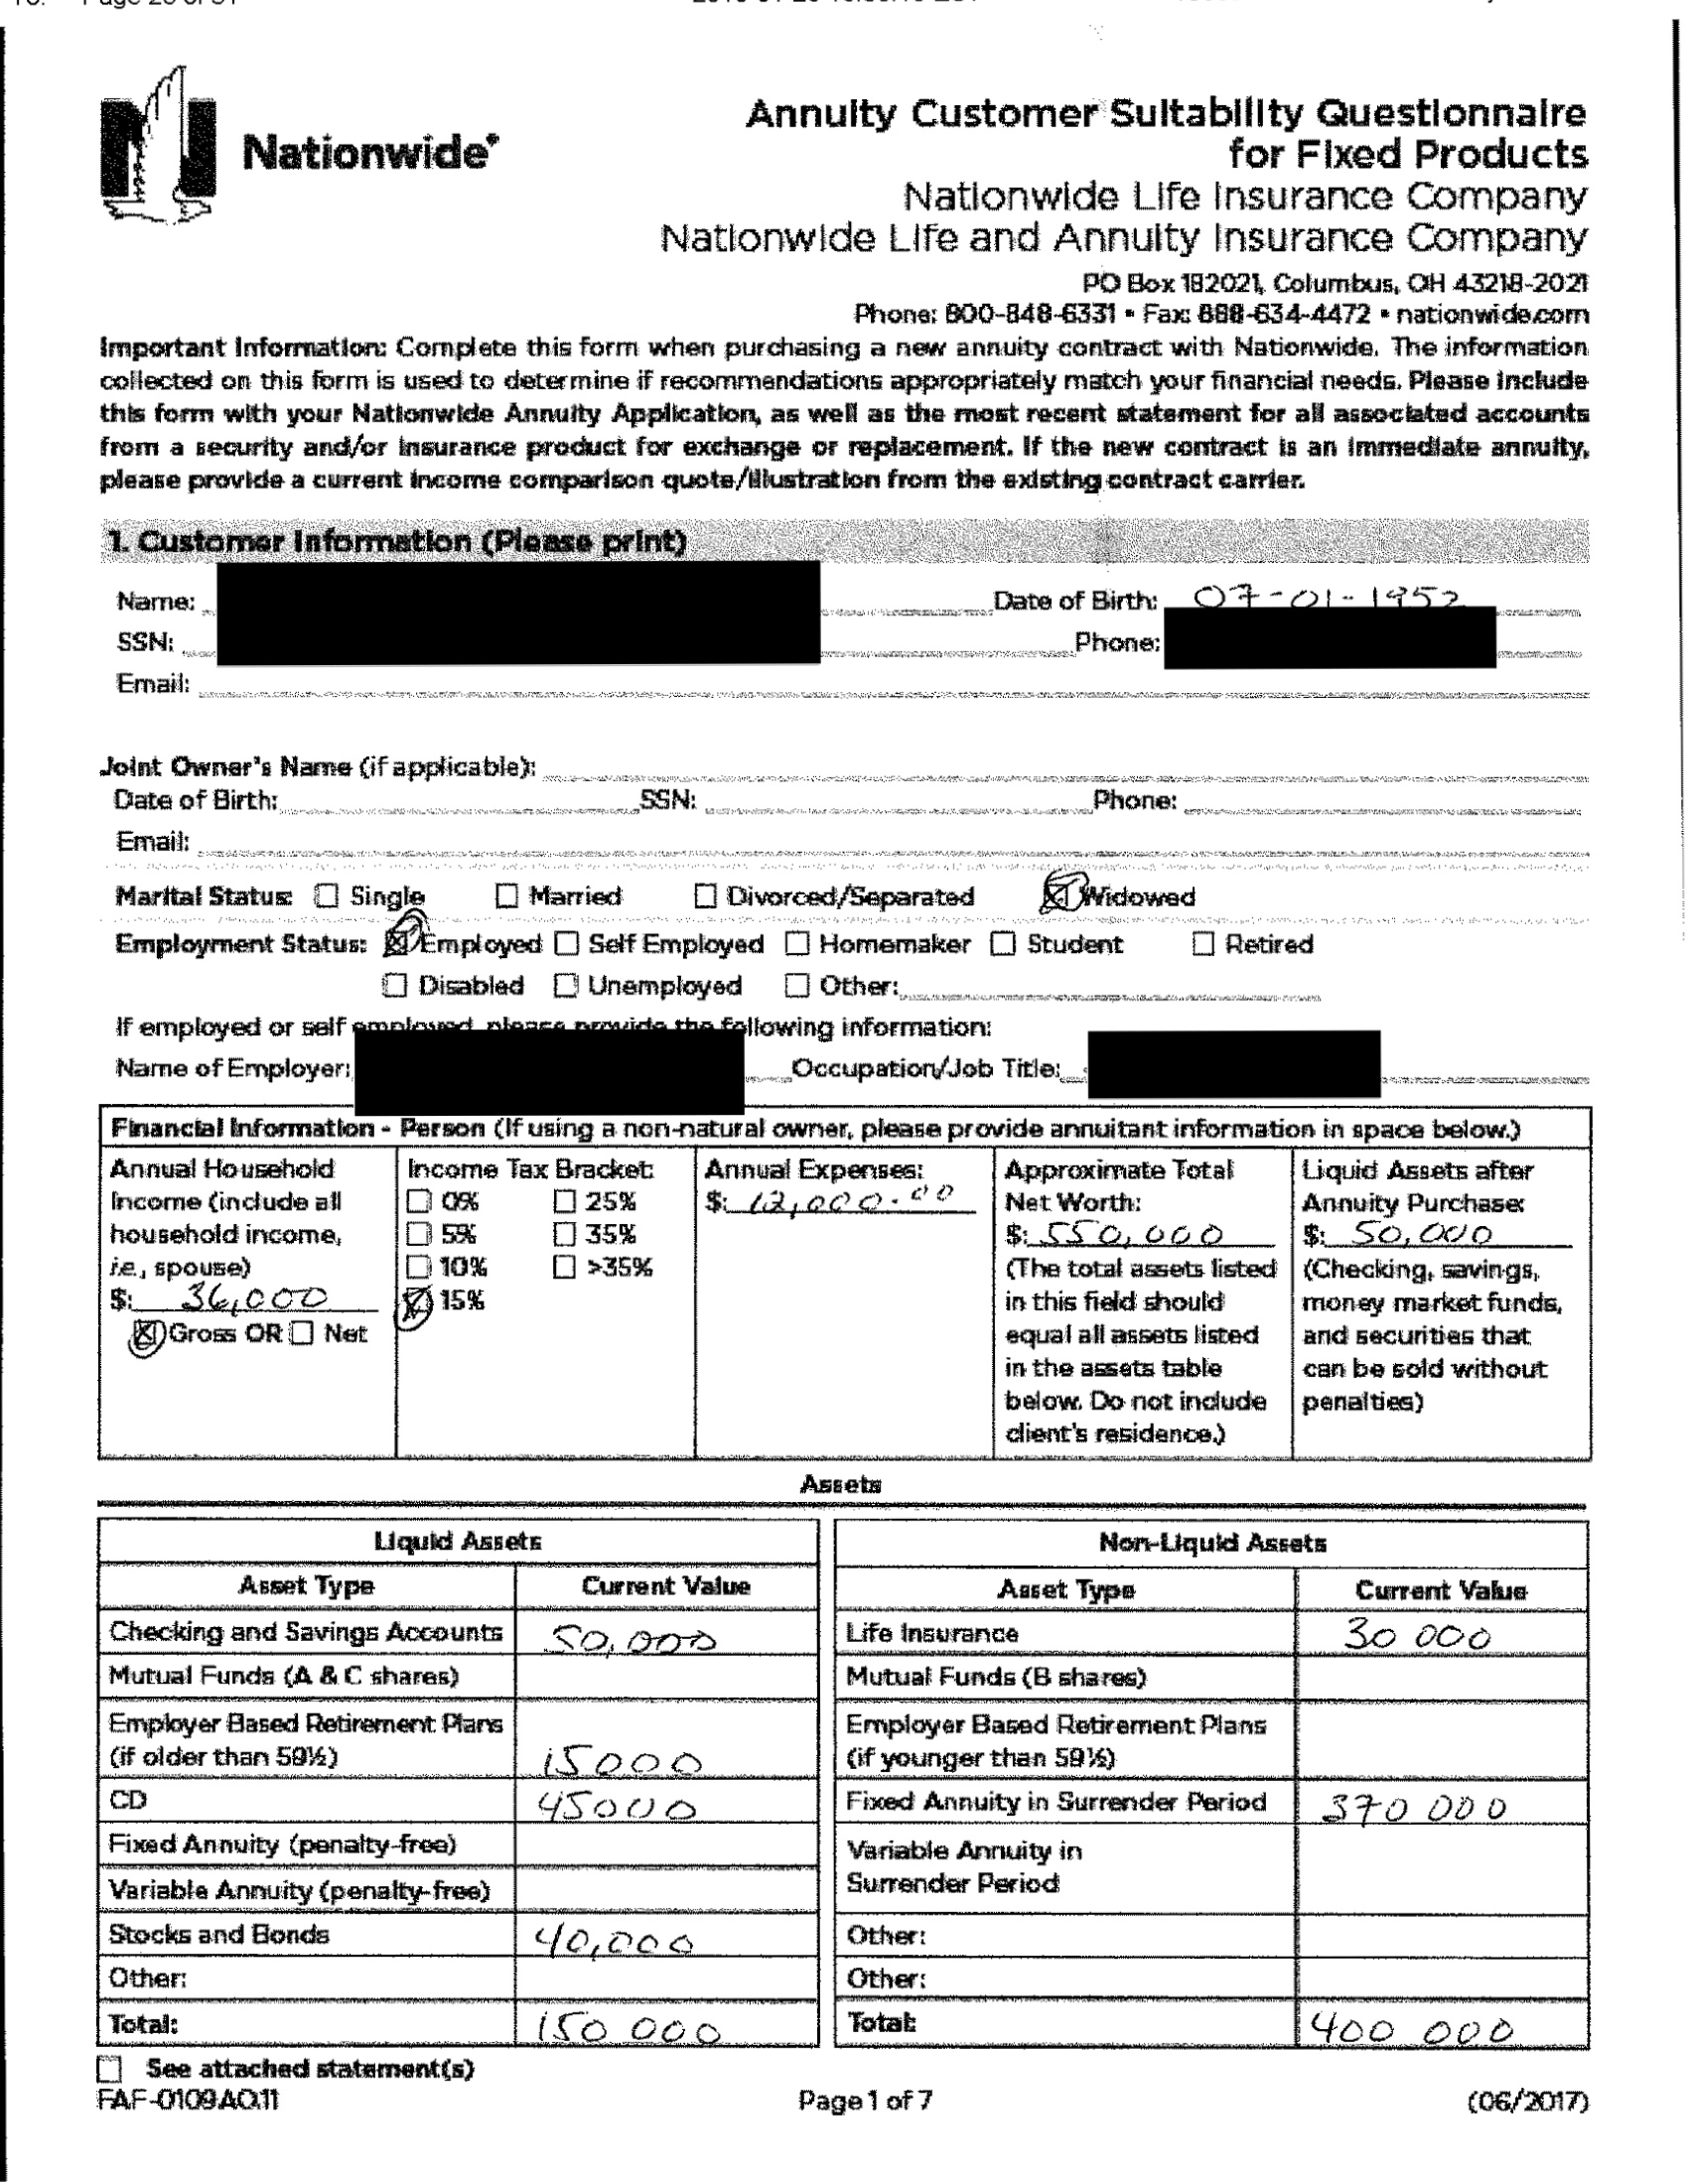 Nationwide®
Annuity Customer Suitability Questionnaire
for Fixed Products
Nationwide Life Insurance Company
Nationwide Life and Annuity Insurance Company
PO Box 182021, Columbus, OH 43218-2021
Phone: 800-848-6331 • Fax: 888-634-4472 • nationwide.com
Important Information: Complete this form when purchasing a new annuity contract with Nationwide. The information
collected on this form is used to determine if recommendations appropriately match your financial needs. Please include
this form with your Nationwide Annuity Application, as well as the most recent statement for all associated accounts
from a security and/or insurance product for exchange or replacement. If the new contract is an immediate annuity,
please provide a current income comparison quote/illustration from the existing contract carrier.
1. Customer Information (Please print)
Name: Date of Birth: 07-01-1952
SSN: Phone:
Email:
Joint Owner's Name (if applicable):
Date of Birth: SSN: Phone:
Email:
Marital Status: Single Married Divorced/Separated Widowed
Employment Status: Employed Self Employed Homemaker Student Retired
Disabled Unemployed Other:
If employed or self employed, please provide the following information:
Name of Employer: Occupation/Job Title:
Financial Information - Person (If using a non-natural owner, please provide annuitant information in space below.)
Annual Household
Income (include all
household income,
i.e., spouse)
$: 36,000
Gross OR Net
Income Tax Bracket:
0% 25%
5% 35%
10% >35%
15%
Annual Expenses:
$: 12,000.00
Approximate Total
Net Worth:
$: 550,000
(The total assets listed
in this field should
equal all assets listed
in the assets table
below. Do not include
client's residence.)
Liquid Assets after
Annuity Purchase:
$: 50,000
(Checking, savings,
money market funds,
and securities that
can be sold without
penalties)
Assets
Liquid Assets
Asset Type Current Value
Checking and Savings Accounts 50,000
Mutual Funds (A & C shares)
Employer Based Retirement Plans
(if older than 59½) 15000
CD 45000
Fixed Annuity (penalty-free)
Variable Annuity (penalty-free)
Stocks and Bonds 40,000
Other:
Total: 150 000
Non-Liquid Assets
Asset Type Current Value
Life Insurance 30 000
Mutual Funds (B shares)
Employer Based Retirement Plans
(if younger than 59½)
Fixed Annuity in Surrender Period 370 000
Variable Annuity in
Surrender Period
Other:
Other:
Total: 400 000
See attached statement(s)
FAF-0109AO.11 Page 1 of 7 (06/2017)